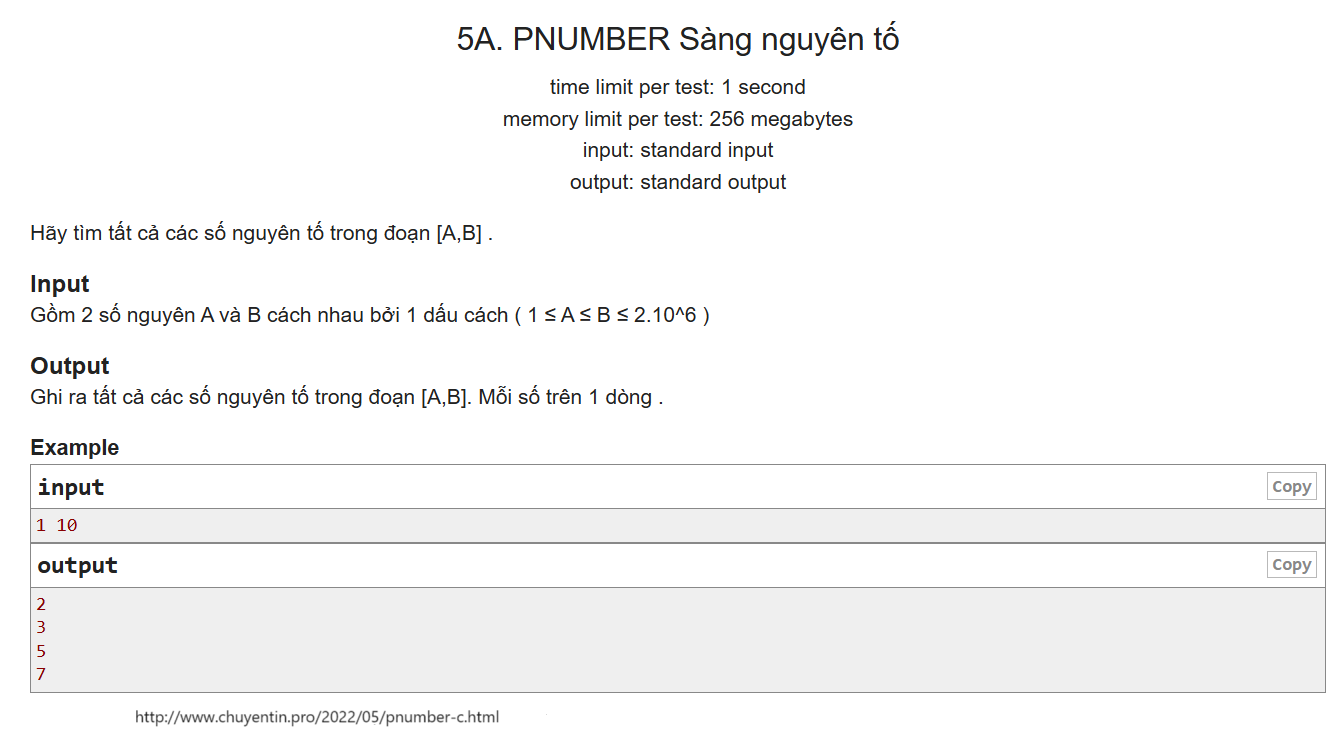 5A. PNUMBER Sàng nguyên tố
time limit per test: 1 second
memory limit per test: 256 megabytes
input: standard input
output: standard output
Hãy tìm tất cả các số nguyên tố trong đoạn [A,B] .
Input
Gồm 2 số nguyên A và B cách nhau bởi 1 dấu cách ( 1 ≤ A ≤ B ≤ 2.10^6 )
Output
Ghi ra tất cả các số nguyên tố trong đoạn [A,B]. Mỗi số trên 1 dòng .
Example
input Copy
1 10
output Copy
2
3
5
7
http://www.chuyentin.pro/2022/05/pnumber-c.html